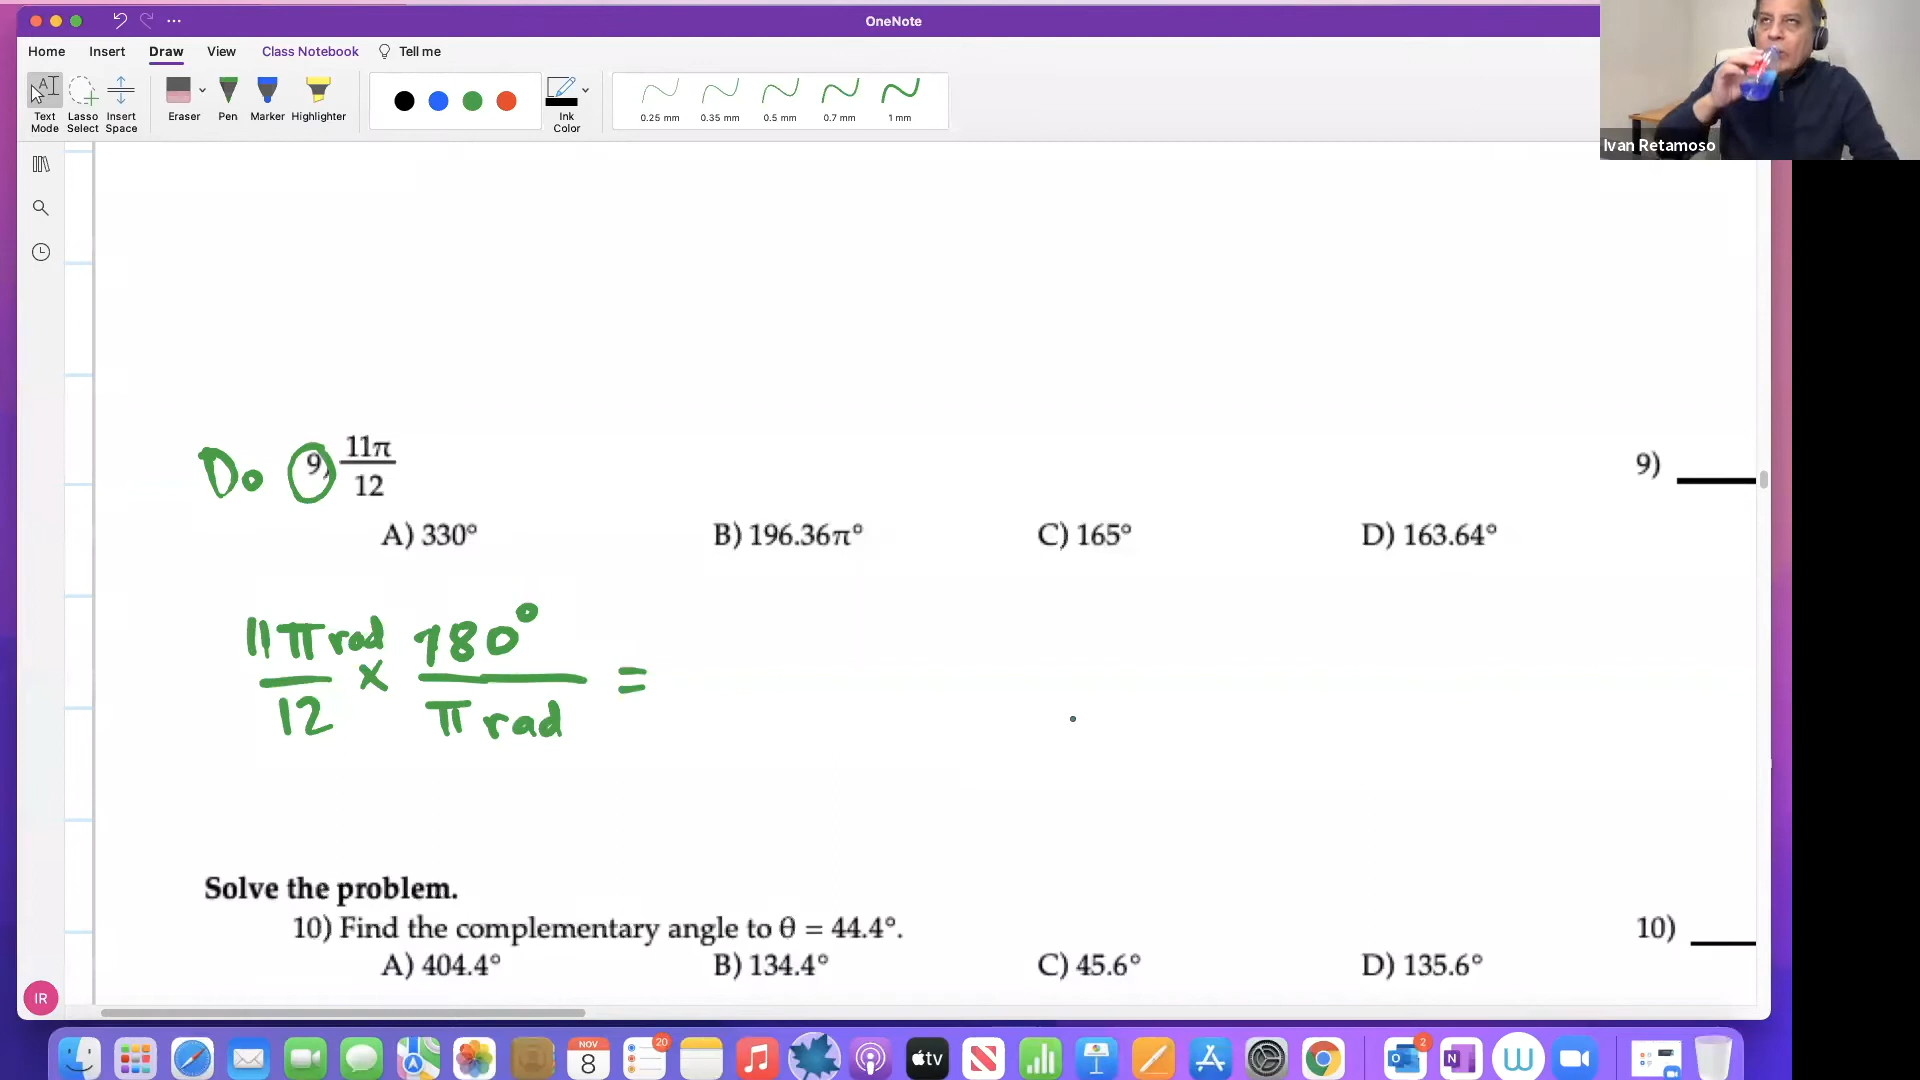 OneNote
Home Insert Draw View Class Notebook Tell me
Text Mode Lasso Select Insert Space Eraser Pen Marker Highlighter Ink Color 0.25 mm 0.35 mm 0.5 mm 0.7 mm 1 mm
Ivan Retamoso
Do 9) 11π/12 9)
A) 330° B) 196.36π° C) 165° D) 163.64°
11π rad/12 × 180°/π rad =
Solve the problem.
10) Find the complementary angle to θ = 44.4°. 10)
A) 404.4° B) 134.4° C) 45.6° D) 135.6°
IR
NOV 8 20 tv 2